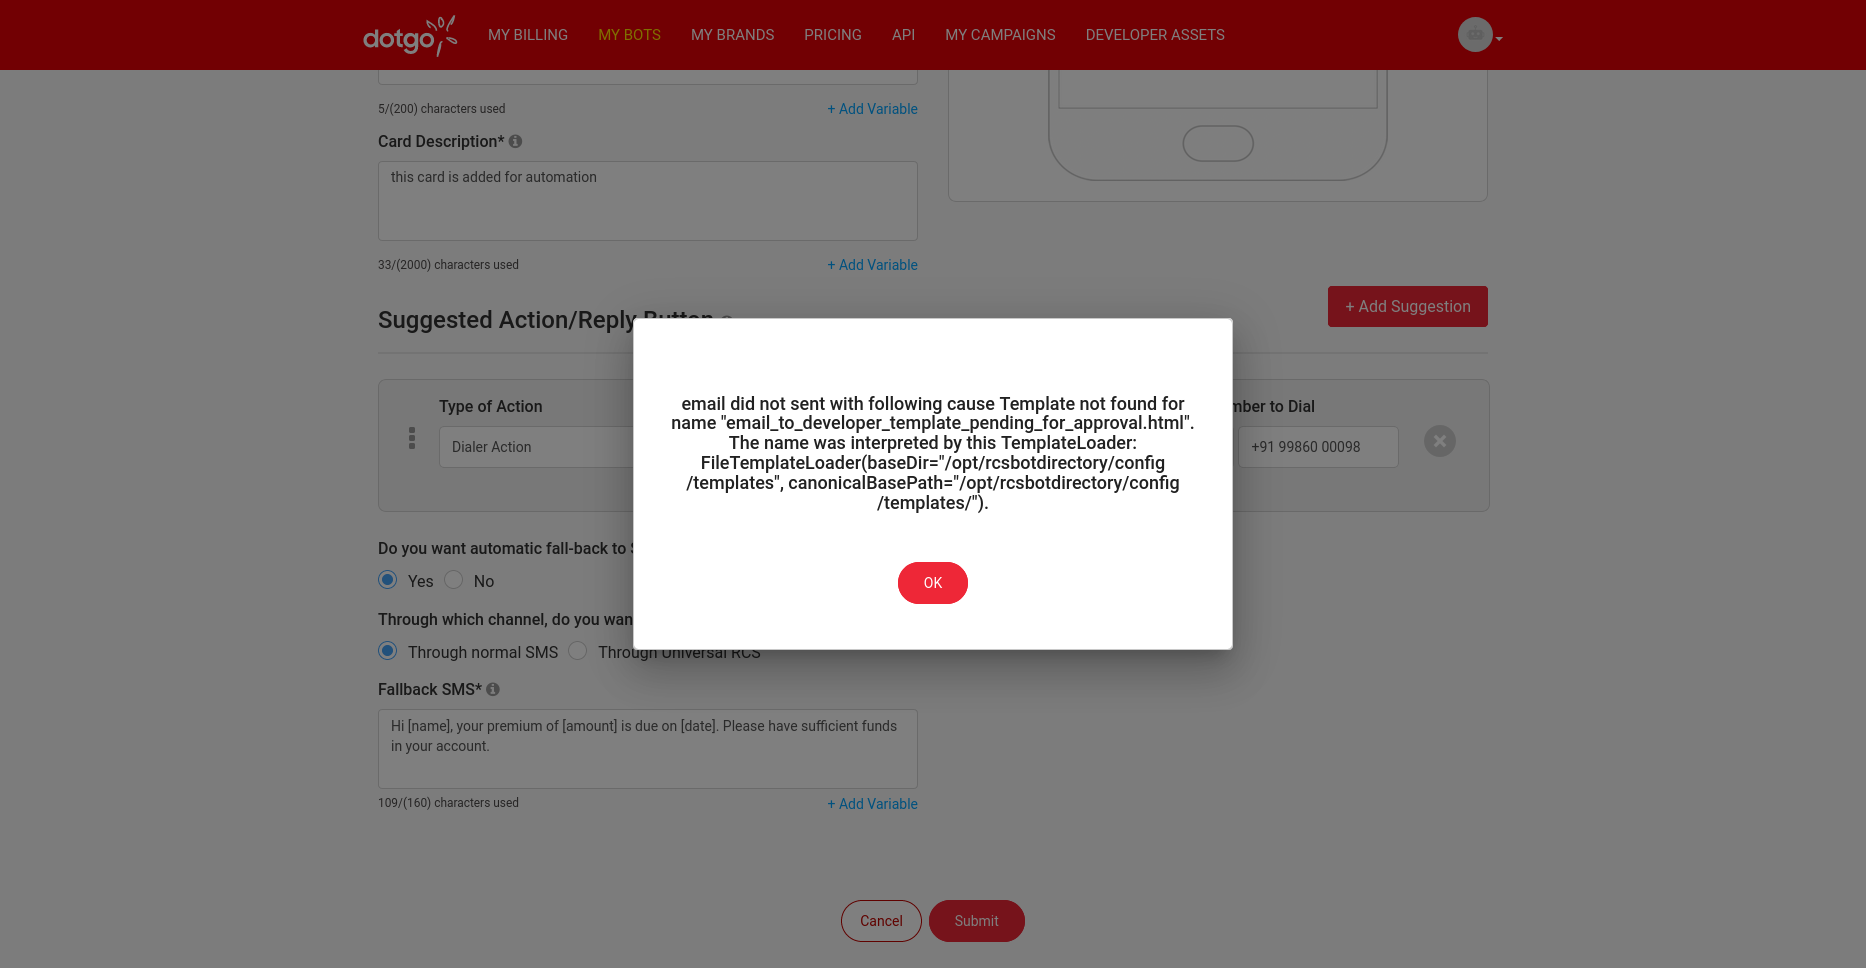 dotgo
MY BILLING
MY BOTS
MY BRANDS
PRICING
API
MY CAMPAIGNS
DEVELOPER ASSETS
5/(200) characters used
+ Add Variable
Card Description*
this card is added for automation
33/(2000) characters used
+ Add Variable
Suggested Action/Reply Button
+ Add Suggestion
Type of Action
Dialer Action
mber to Dial
+91 99860 00098
email did not sent with following cause Template not found for
name "email_to_developer_template_pending_for_approval.html".
The name was interpreted by this TemplateLoader:
FileTemplateLoader(baseDir="/opt/rcsbotdirectory/config
/templates", canonicalBasePath="/opt/rcsbotdirectory/config
/templates/").
OK
Do you want automatic fall-back to
Yes
No
Through which channel, do you wan
Through normal SMS
Through Universal RCS
Fallback SMS*
Hi [name], your premium of [amount] is due on [date]. Please have sufficient funds
in your account.
109/(160) characters used
+ Add Variable
Cancel
Submit